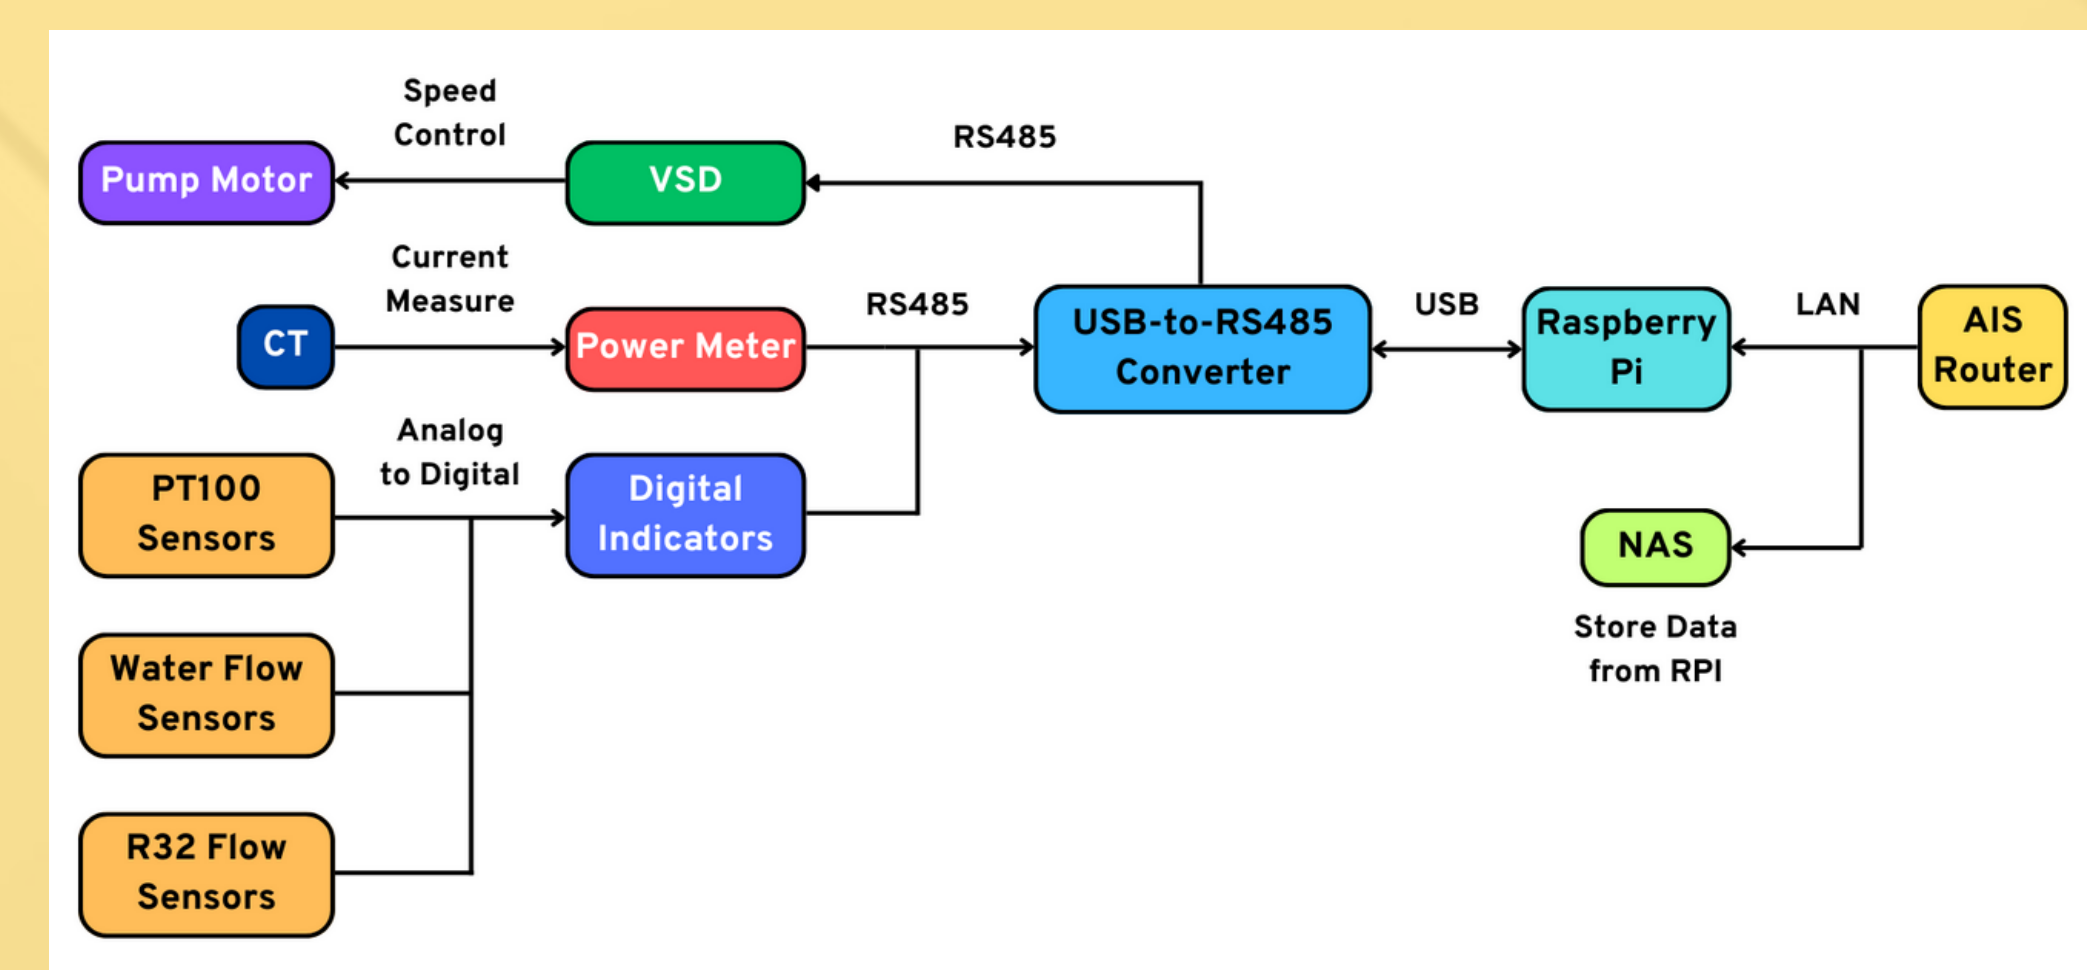 Speed
Control
Pump Motor
VSD
RS485
Current
Measure
CT
Power Meter
RS485
USB-to-RS485
Converter
USB
Raspberry
Pi
LAN
AIS
Router
Analog
to Digital
PT100
Sensors
Digital
Indicators
NAS
Store Data
from RPI
Water Flow
Sensors
R32 Flow
Sensors